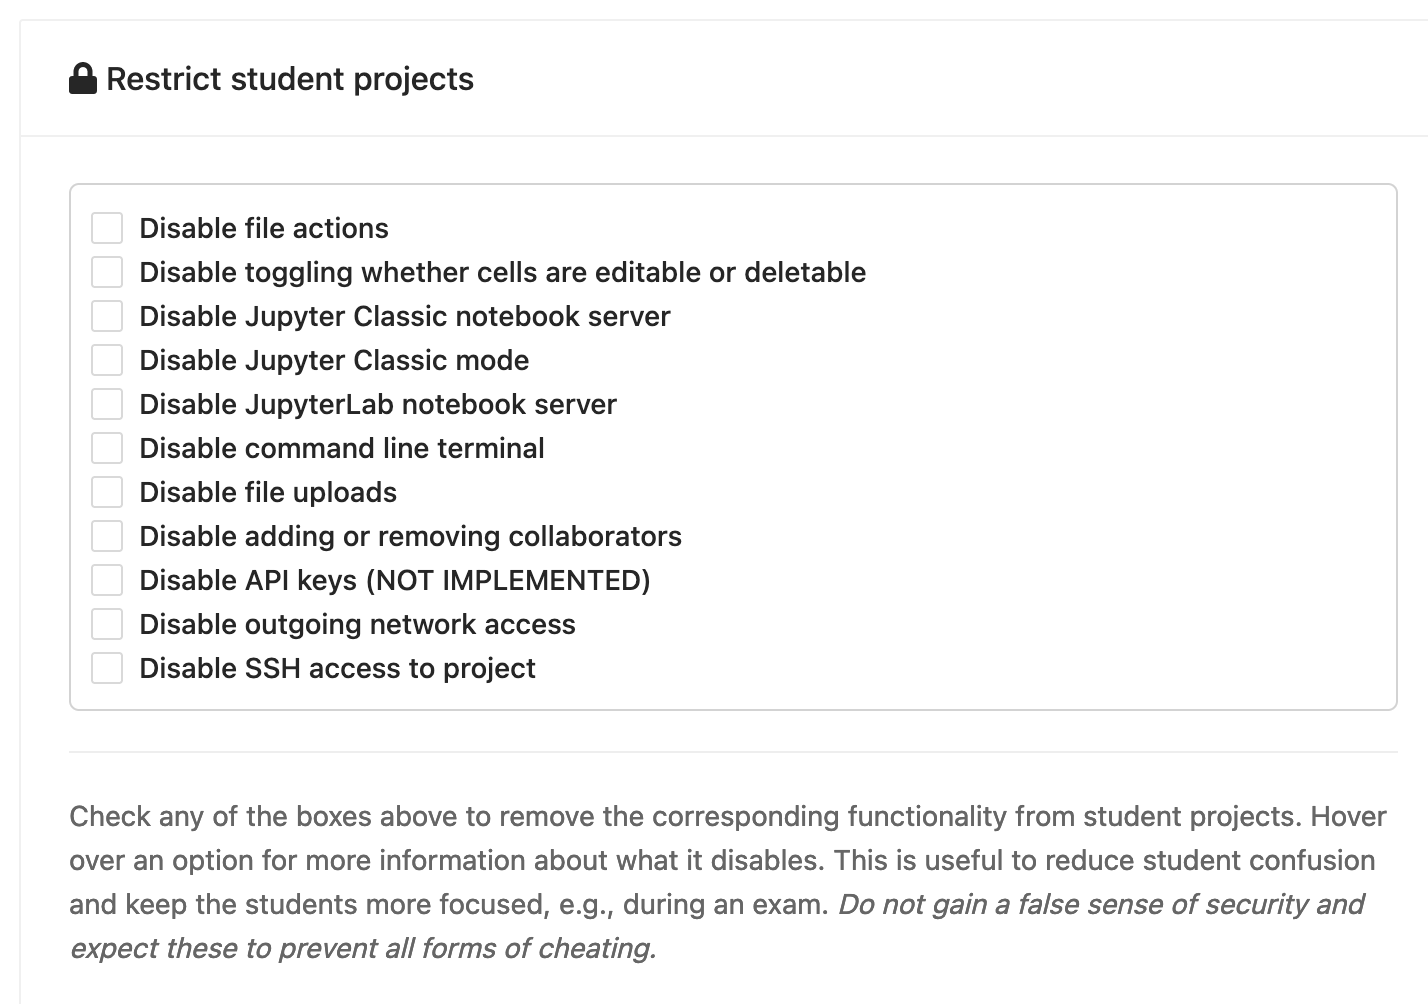 Restrict student projects
Disable file actions
Disable toggling whether cells are editable or deletable
Disable Jupyter Classic notebook server
Disable Jupyter Classic mode
Disable JupyterLab notebook server
Disable command line terminal
Disable file uploads
Disable adding or removing collaborators
Disable API keys (NOT IMPLEMENTED)
Disable outgoing network access
Disable SSH access to project
Check any of the boxes above to remove the corresponding functionality from student projects. Hover
over an option for more information about what it disables. This is useful to reduce student confusion
and keep the students more focused, e.g., during an exam. Do not gain a false sense of security and
expect these to prevent all forms of cheating.